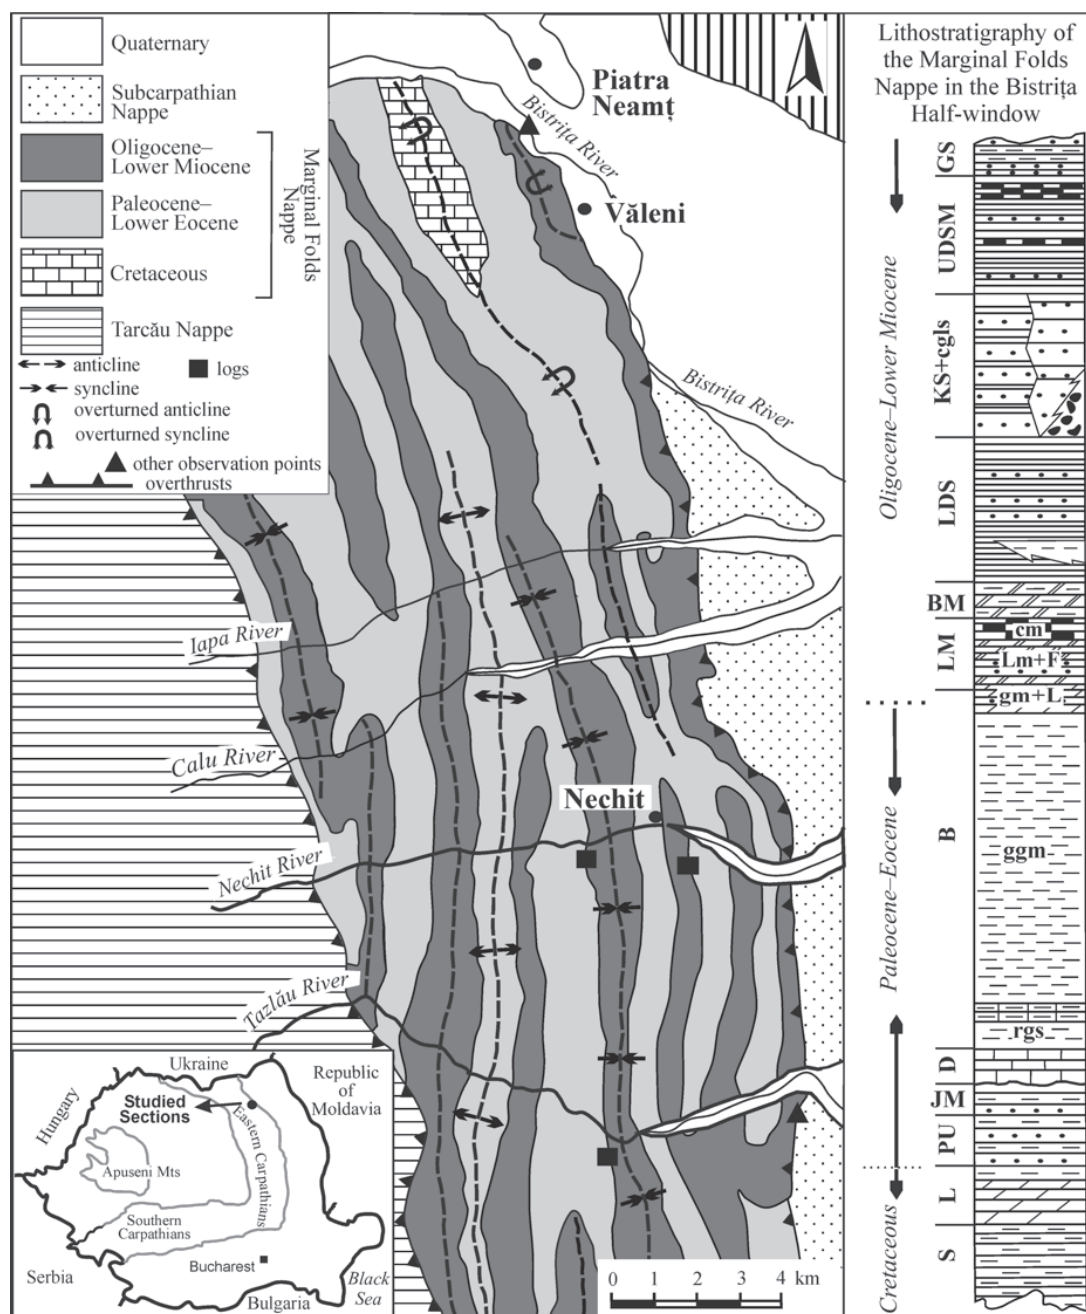 Quaternary
Subcarpathian
Nappe
Oligocene–
Lower Miocene
Paleocene–
Lower Eocene
Cretaceous
Marginal Folds
Nappe
Tarcău Nappe
anticline
logs
syncline
overturned anticline
overturned syncline
other observation points
overthrusts
Piatra
Neamţ
Bistriţa River
Văleni
Bistriţa River
Iapa River
Calu River
Nechit
Nechit River
Tazlău River
0 1 2 3 4 km
Ukraine
Republic
of
Moldavia
Hungary
Studied
Sections
Eastern Carpathians
Apuseni Mts
Southern
Carpathians
Bucharest
Serbia
Black
Sea
Bulgaria
Lithostratigraphy of
the Marginal Folds
Nappe in the Bistriţa
Half-window
Oligocene–Lower Miocene
Paleocene–Eocene
Cretaceous
GS
UDSM
KS+cgls
LDS
BM
LM
cm
Lm+F
gm+L
B
ggm
rgs
D
JM
PU
L
S